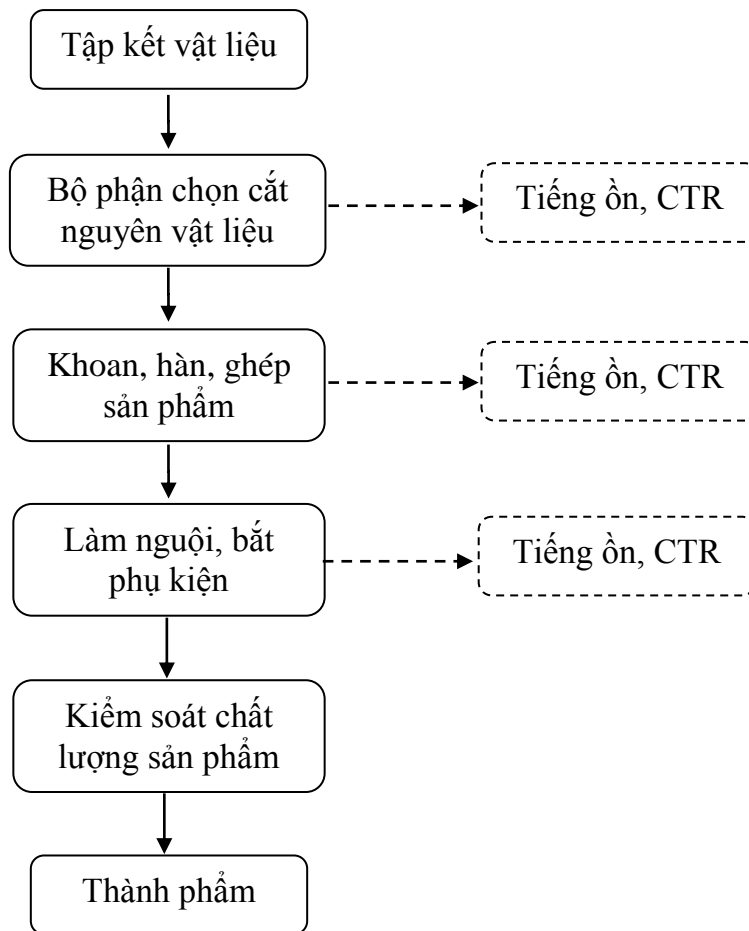 Tập kết vật liệu
Bộ phận chọn cắt
nguyên vật liệu
Tiếng ồn, CTR
Khoan, hàn, ghép
sản phẩm
Tiếng ồn, CTR
Làm nguội, bắt
phụ kiện
Tiếng ồn, CTR
Kiểm soát chất
lượng sản phẩm
Thành phẩm